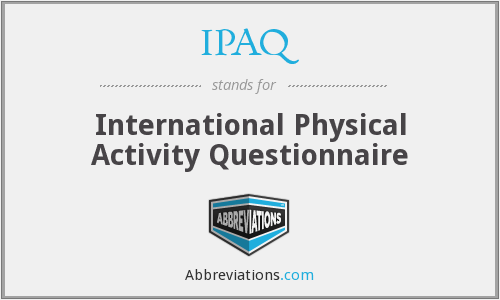 IPAQ
stands for
International Physical
Activity Questionnaire
ABBREVIATIONS
Abbreviations.com